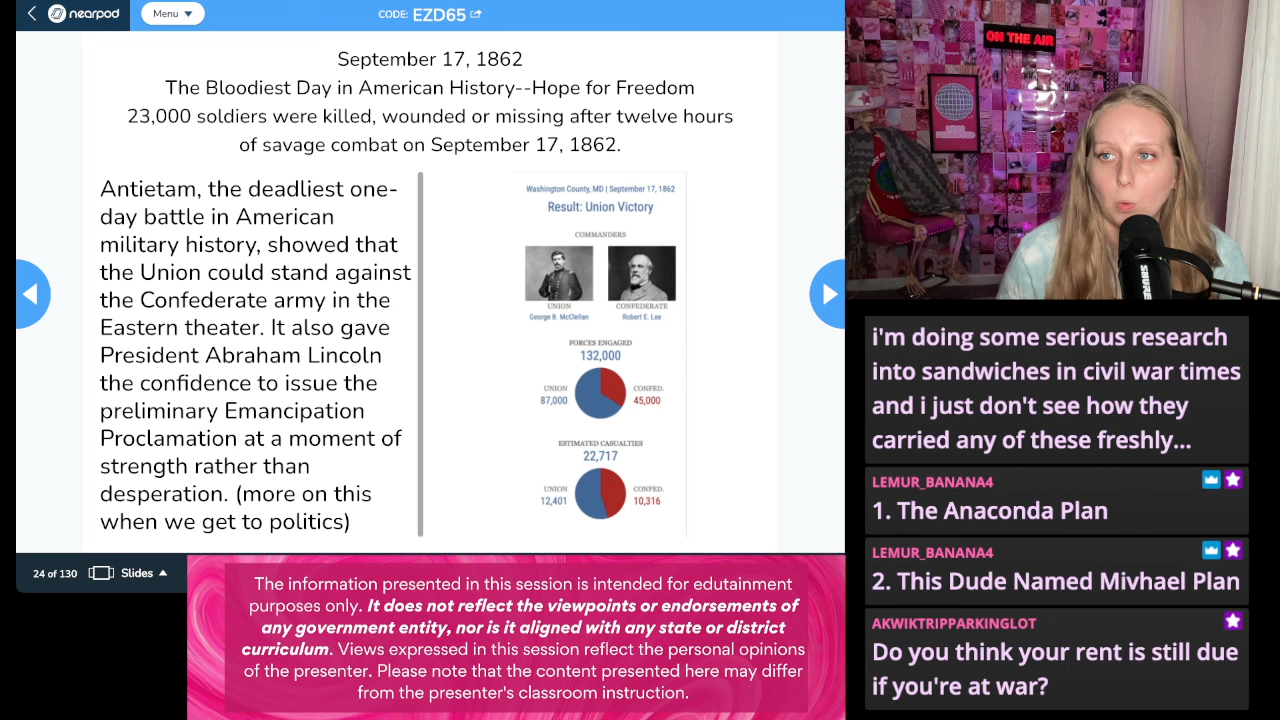 nearpod
Menu
CODE: EZD65
September 17, 1862
The Bloodiest Day in American History--Hope for Freedom
23,000 soldiers were killed, wounded or missing after twelve hours
of savage combat on September 17, 1862.
Antietam, the deadliest one-
day battle in American
military history, showed that
the Union could stand against
the Confederate army in the
Eastern theater. It also gave
President Abraham Lincoln
the confidence to issue the
preliminary Emancipation
Proclamation at a moment of
strength rather than
desperation. (more on this
when we get to politics)
Washington County, MD | September 17, 1862
Result: Union Victory
COMMANDERS
UNION
George B. McClellan
CONFEDERATE
Robert E. Lee
FORCES ENGAGED
132,000
UNION
87,000
CONFED.
45,000
ESTIMATED CASUALTIES
22,717
UNION
12,401
CONFED.
10,316
24 of 130
Slides
The information presented in this session is intended for edutainment
purposes only. It does not reflect the viewpoints or endorsements of
any government entity, nor is it aligned with any state or district
curriculum. Views expressed in this session reflect the personal opinions
of the presenter. Please note that the content presented here may differ
from the presenter's classroom instruction.
ON THE AIR
SHURE
i'm doing some serious research
into sandwiches in civil war times
and i just don't see how they
carried any of these freshly...
LEMUR_BANANA4
1. The Anaconda Plan
LEMUR_BANANA4
2. This Dude Named Mivhael Plan
AKWIKTRIPPARKINGLOT
Do you think your rent is still due
if you're at war?